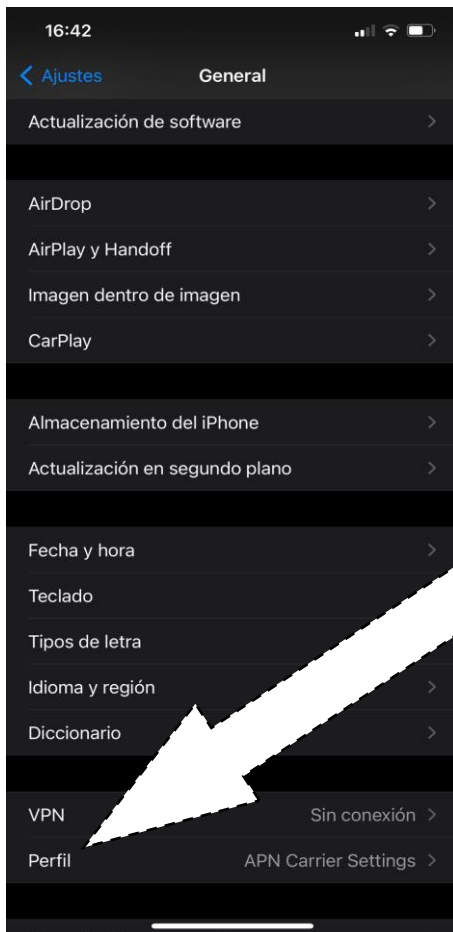 16:42
Ajustes
General
Actualización de software
AirDrop
AirPlay y Handoff
Imagen dentro de imagen
CarPlay
Almacenamiento del iPhone
Actualización en segundo plano
Fecha y hora
Teclado
Tipos de letra
Idioma y región
Diccionario
VPN Sin conexión
Perfil APN Carrier Settings